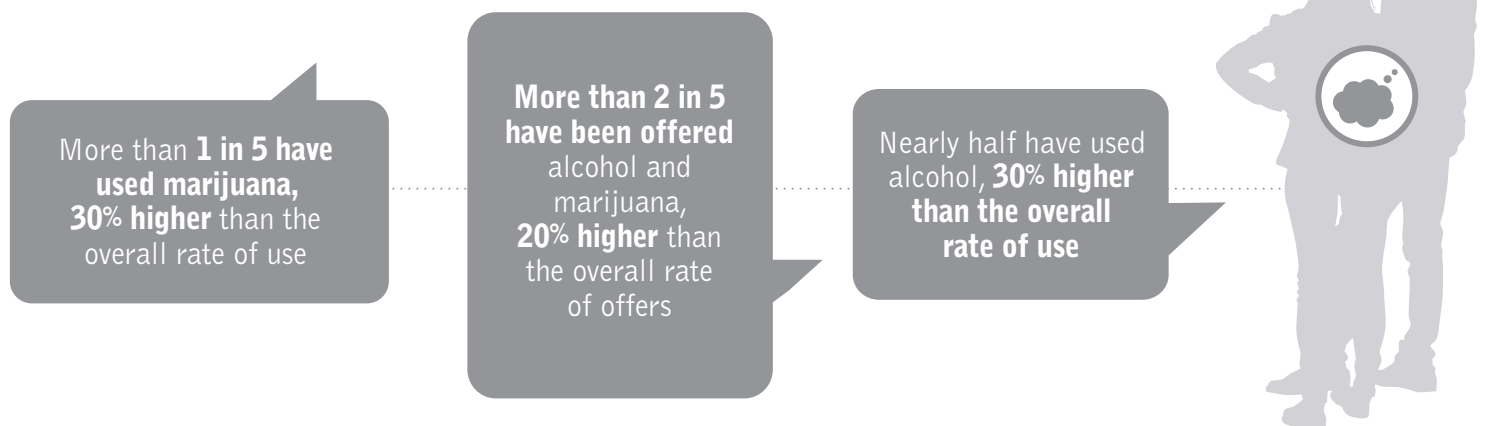 More than 1 in 5 have
used marijuana,
30% higher than the
overall rate of use
More than 2 in 5
have been offered
alcohol and
marijuana,
20% higher than
the overall rate
of offers
Nearly half have used
alcohol, 30% higher
than the overall
rate of use